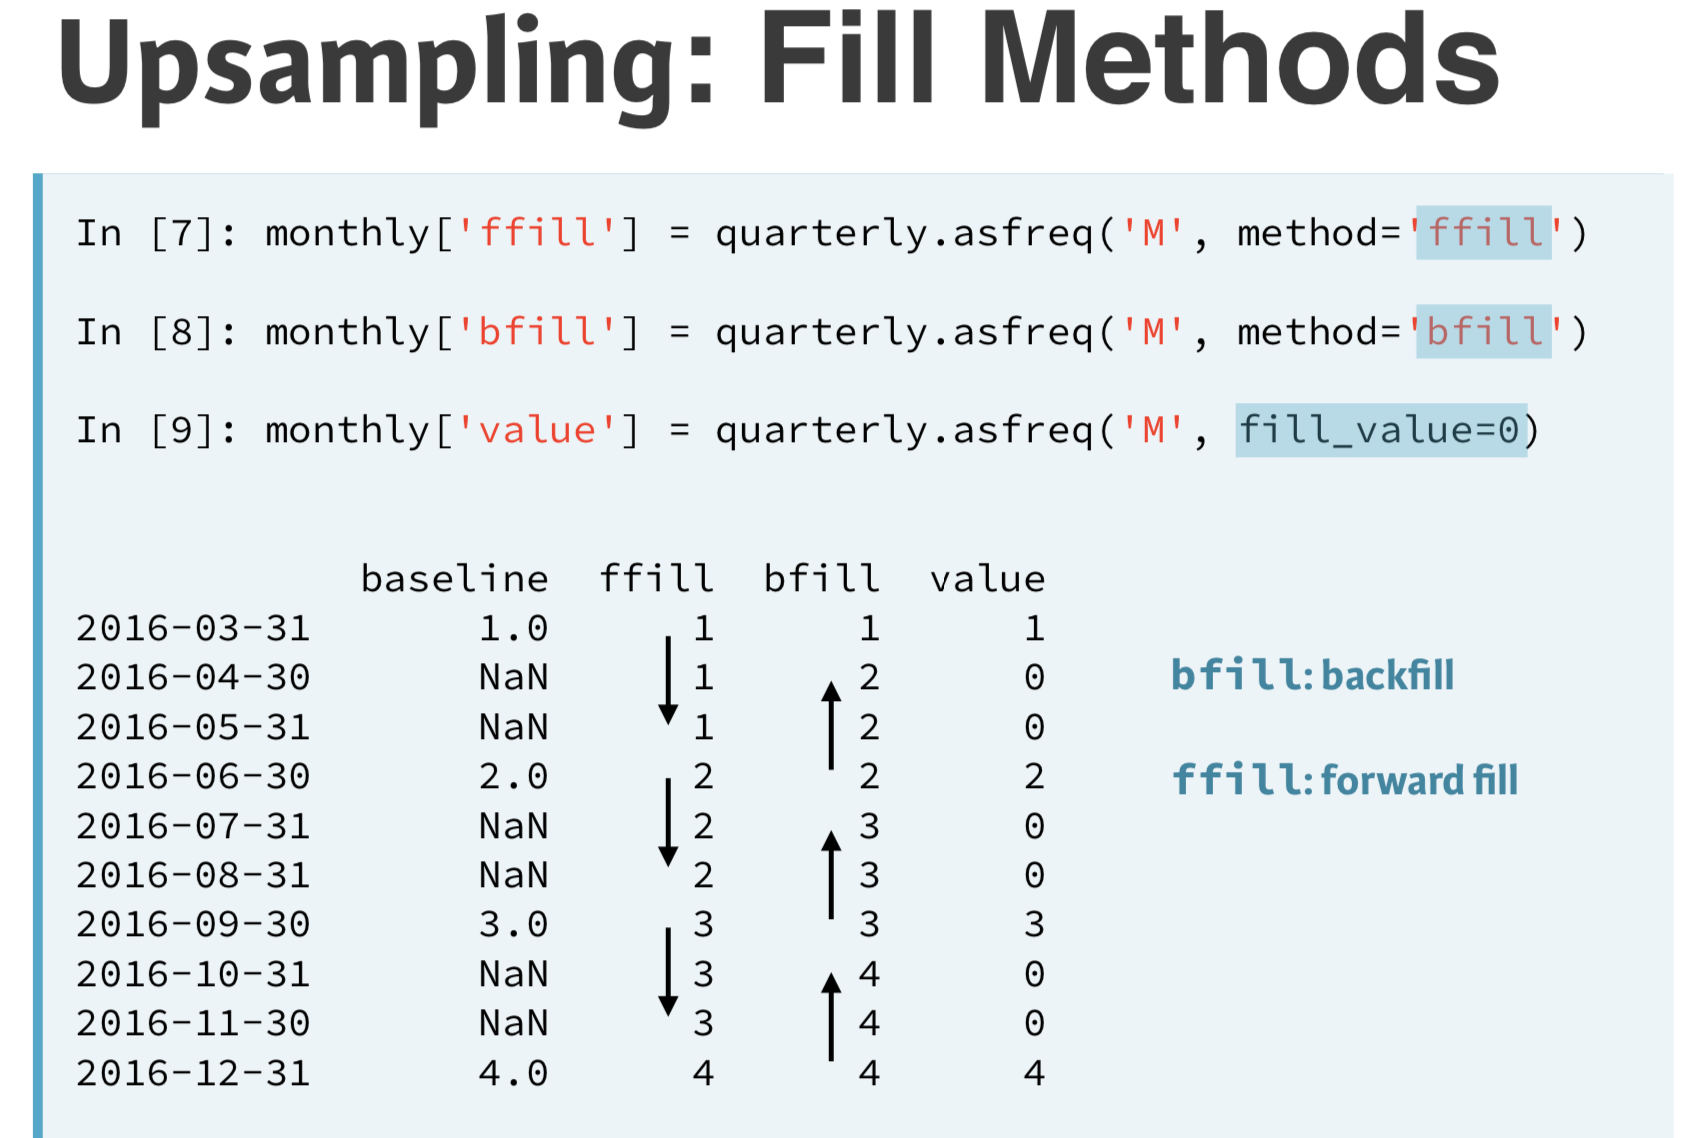 Upsampling: Fill Methods
In [7]: monthly['ffill'] = quarterly.asfreq('M', method='ffill')
In [8]: monthly['bfill'] = quarterly.asfreq('M', method='bfill')
In [9]: monthly['value'] = quarterly.asfreq('M', fill_value=0)
baseline ffill bfill value
2016-03-31 1.0 1 1 1
2016-04-30 NaN 1 2 0
2016-05-31 NaN 1 2 0
2016-06-30 2.0 2 2 2
2016-07-31 NaN 2 3 0
2016-08-31 NaN 2 3 0
2016-09-30 3.0 3 3 3
2016-10-31 NaN 3 4 0
2016-11-30 NaN 3 4 0
2016-12-31 4.0 4 4 4
bfill: backfill
ffill: forward fill